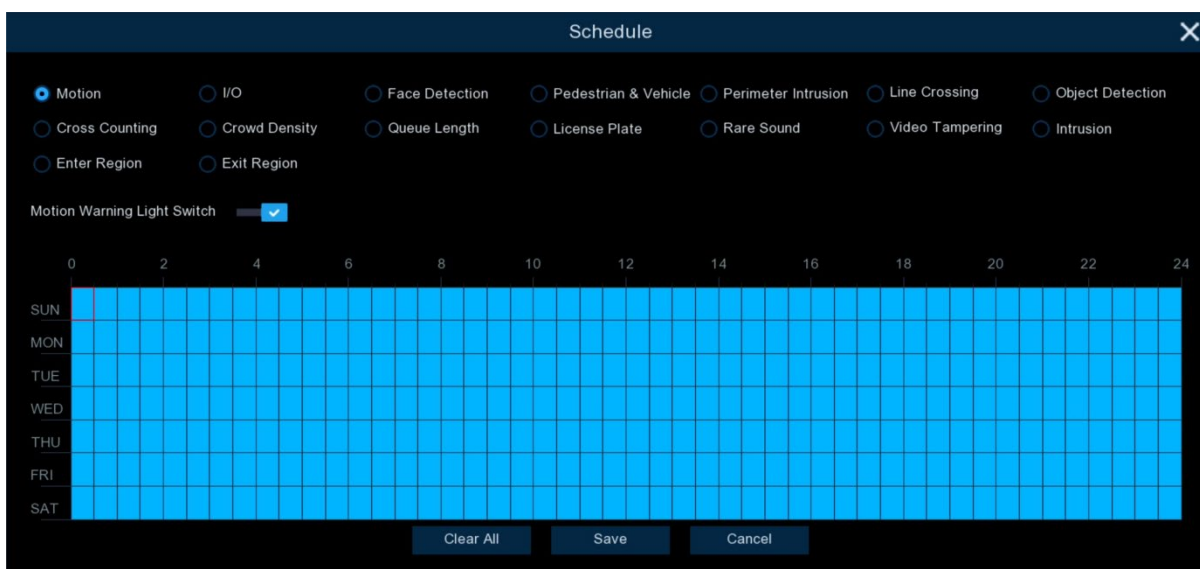 Schedule
Motion I/O Face Detection Pedestrian & Vehicle Perimeter Intrusion Line Crossing Object Detection
Cross Counting Crowd Density Queue Length License Plate Rare Sound Video Tampering Intrusion
Enter Region Exit Region
Motion Warning Light Switch
0 2 4 6 8 10 12 14 16 18 20 22 24
SUN
MON
TUE
WED
THU
FRI
SAT
Clear All Save Cancel